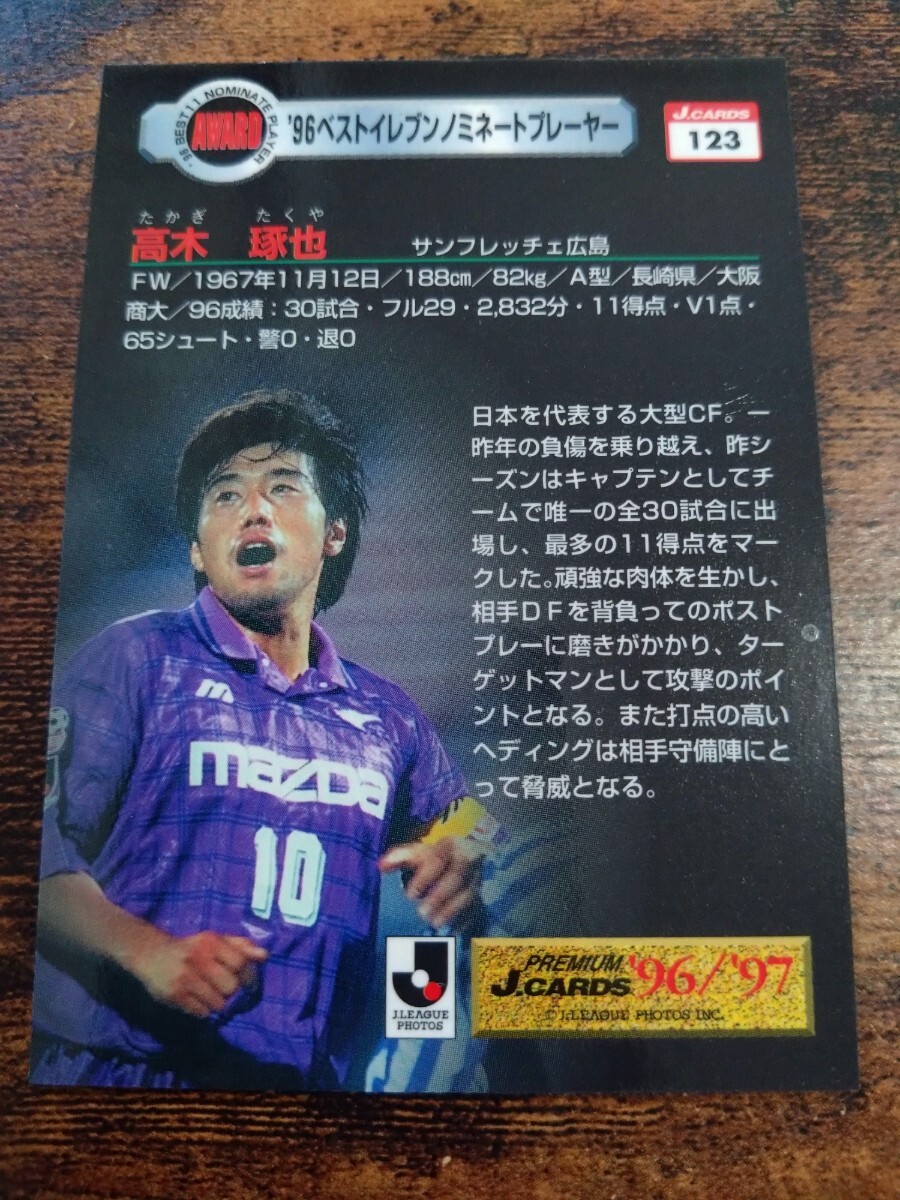 '96 BEST11 NOMINATE PLAYER
AWARD
'96ベストイレブンノミネートプレーヤー
J.CARDS
123
たかぎ たくや
高木 琢也 サンフレッチェ広島
FW／1967年11月12日／188㎝／82㎏／A型／長崎県／大阪
商大／96成績：30試合・フル29・2,832分・11得点・V1点・
65シュート・警0・退0
日本を代表する大型CF。一
昨年の負傷を乗り越え、昨シ
ーズンはキャプテンとしてチ
ームで唯一の全30試合に出
場し、最多の11得点をマー
クした。頑強な肉体を生かし、
相手DFを背負ってのポスト
プレーに磨きがかかり、ター
ゲットマンとして攻撃のポイ
ントとなる。また打点の高い
ヘディングは相手守備陣にと
って脅威となる。
mazda
10
J.LEAGUE
PHOTOS
PREMIUM
J.CARDS '96/'97
© J.LEAGUE PHOTOS INC.